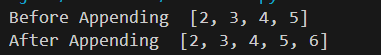 Before Appending  [2, 3, 4, 5]
After Appending  [2, 3, 4, 5, 6]